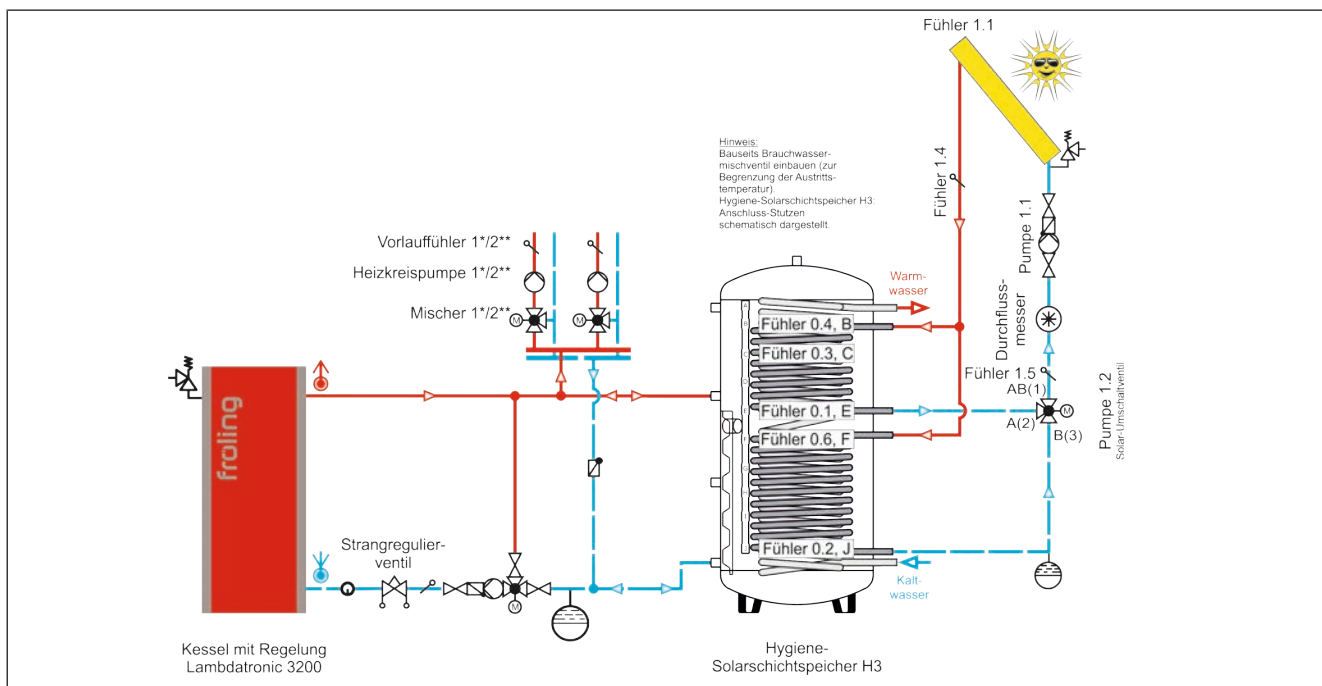 Fühler 1.1
Hinweis:
Bauseits Brauchwasser-
mischventil einbauen (zur
Begrenzung der Austritts-
temperatur).
Hygiene-Solarschichtspeicher H3:
Anschluss-Stutzen
schematisch dargestellt.
Fühler 1.4
Pumpe 1.1
Vorlauffühler 1*/2**
Heizkreispumpe 1*/2**
Mischer 1*/2**
M
M
Warm-
wasser
Durchfluss-
messer
A
B
C
D
E
F
G
H
I
J
Fühler 0.4, B
Fühler 0.3, C
Fühler 0.1, E
Fühler 0.6, F
Fühler 0.2, J
Fühler 1.5
AB(1)
A(2)
B(3)
M
Pumpe 1.2
Solar-Umschaltventil
froling
Strangregulier-
ventil
M
Kalt-
wasser
Kessel mit Regelung
Lambdatronic 3200
Hygiene-
Solarschichtspeicher H3